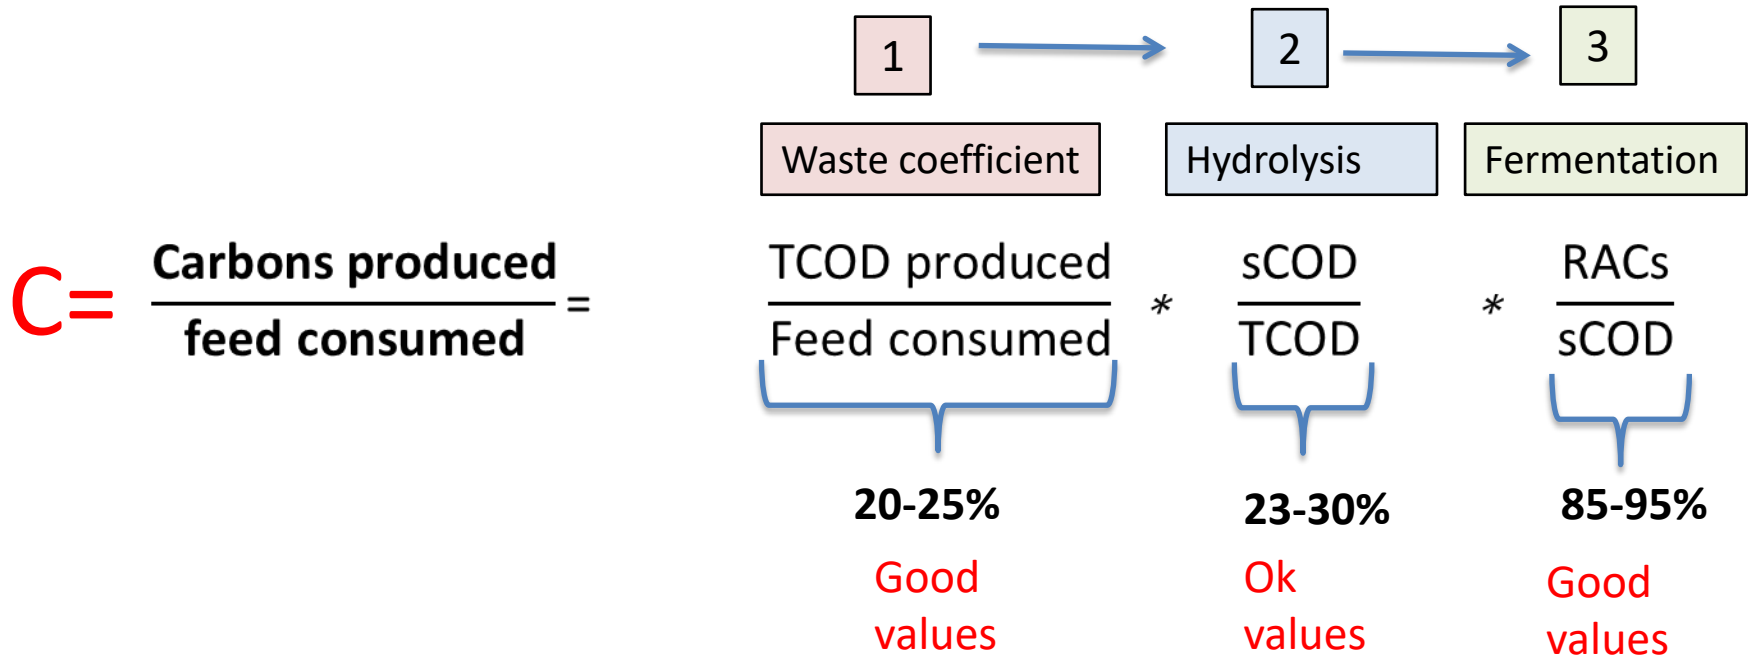 1 2 3
Waste coefficient Hydrolysis Fermentation
C= Carbons produced = TCOD produced * sCOD * RACs
feed consumed Feed consumed TCOD sCOD
20-25% 23-30% 85-95%
Good Ok Good
values values values